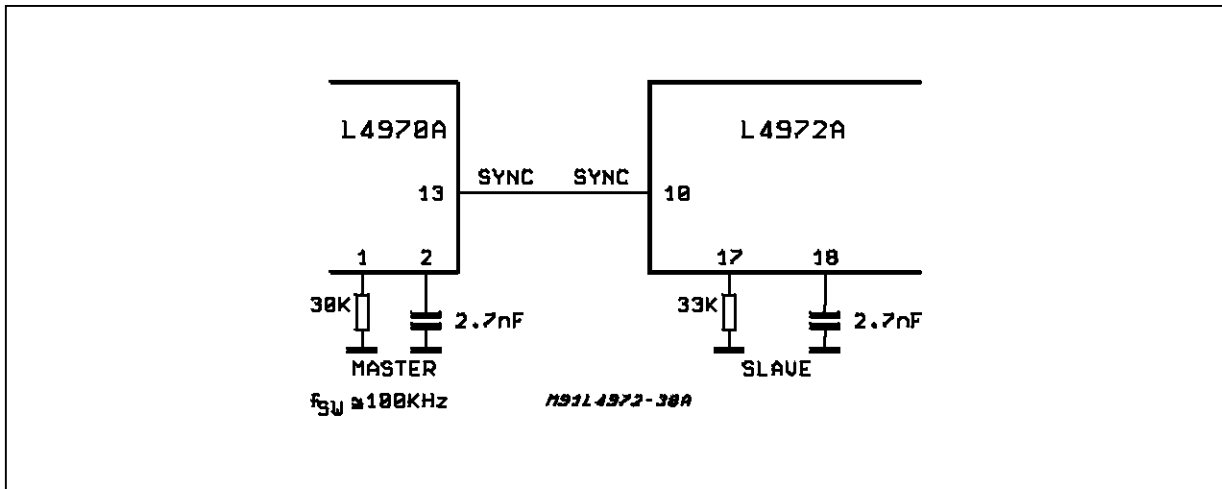 L4970A
L4972A
SYNC SYNC
13
10
1 2
17 18
30K
2.7nF
33K
2.7nF
MASTER
SLAVE
fSW ≅100KHz
M91L4972-30A